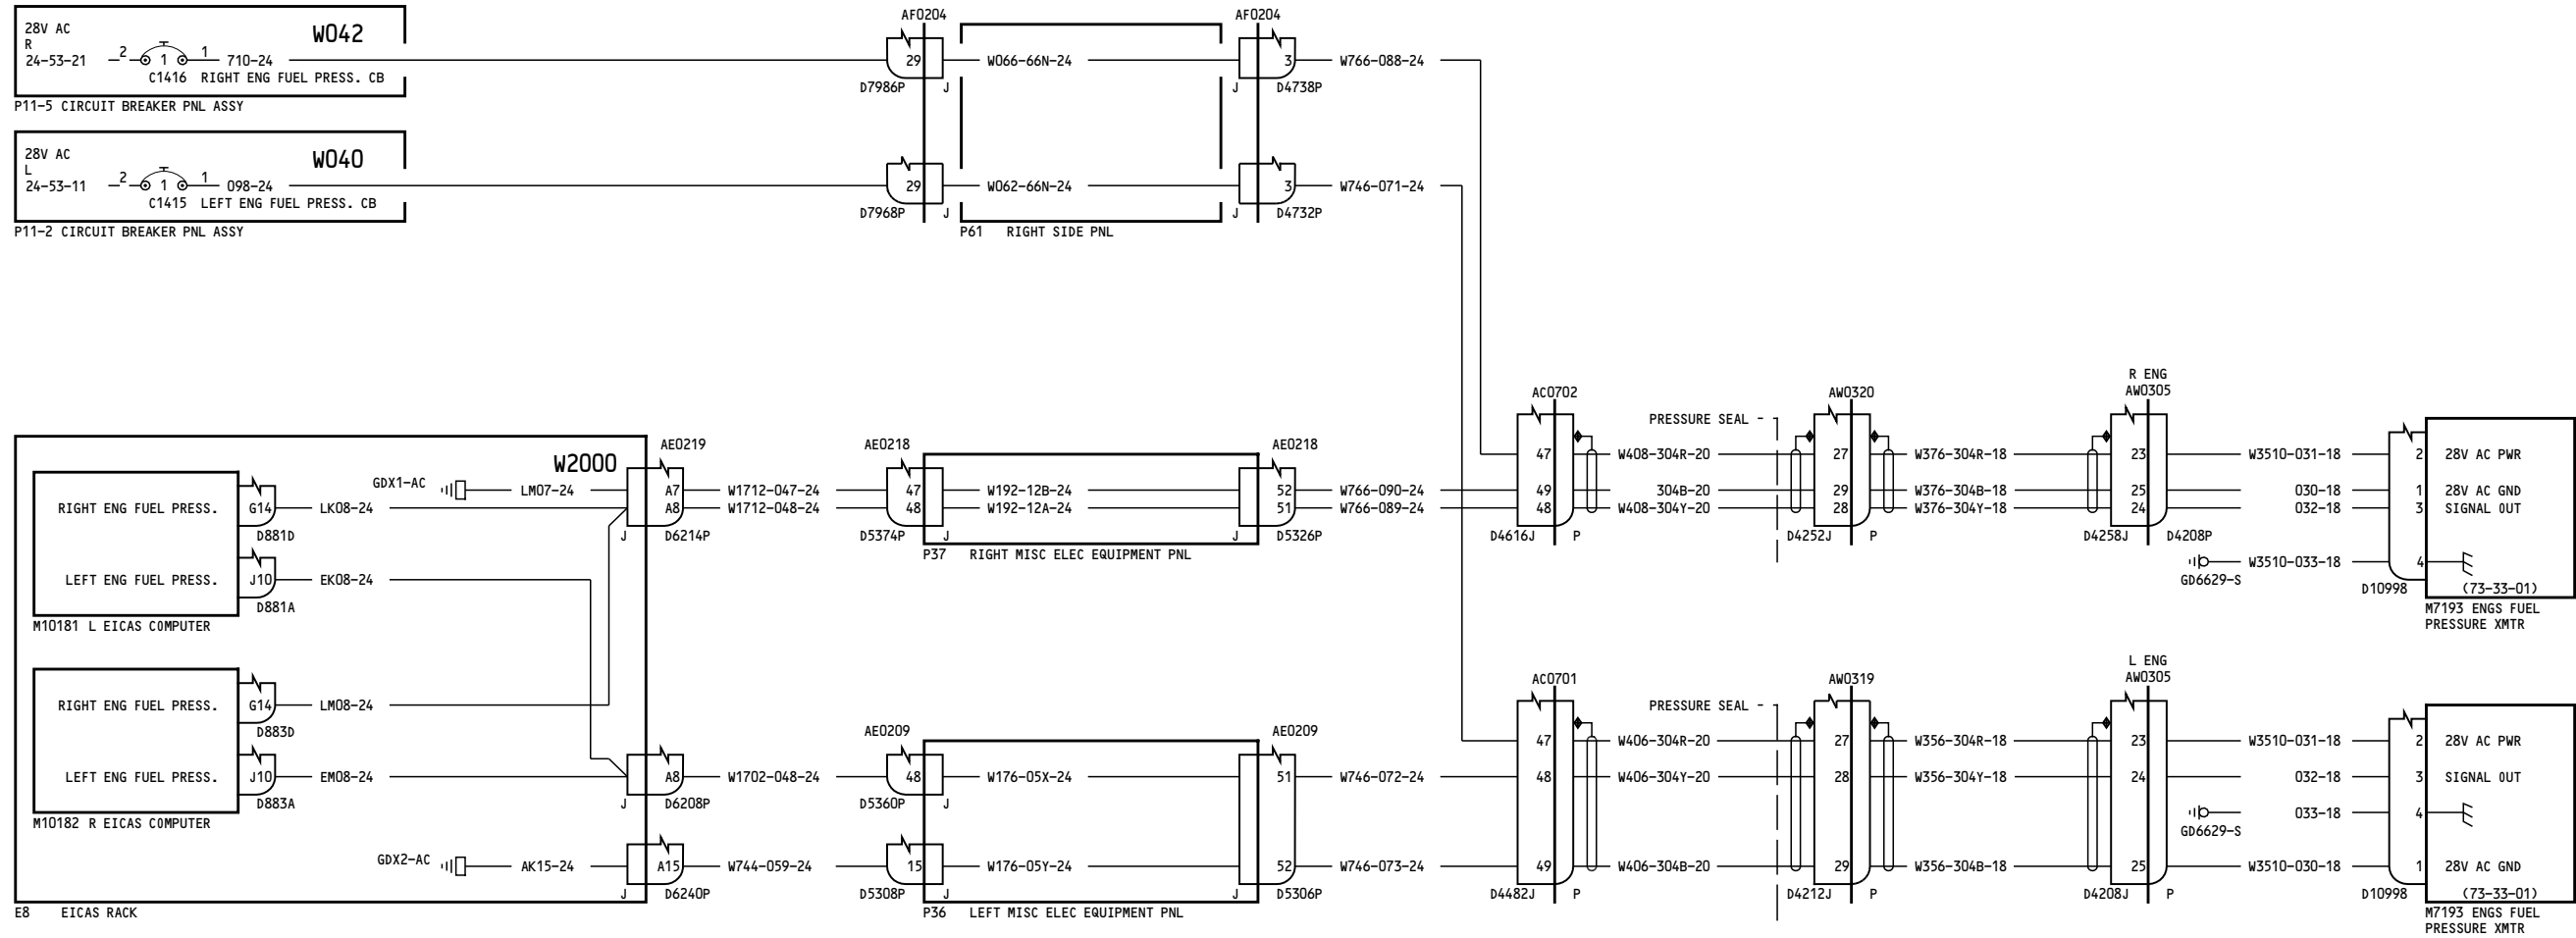 28V AC
R
24-53-21
2
1
1
710-24
W042
C1416 RIGHT ENG FUEL PRESS. CB
P11-5 CIRCUIT BREAKER PNL ASSY
AF0204
29
D7986P
J
W066-66N-24
AF0204
3
J
D4738P
W766-088-24
28V AC
L
24-53-11
2
1
1
098-24
W040
C1415 LEFT ENG FUEL PRESS. CB
P11-2 CIRCUIT BREAKER PNL ASSY
29
D7968P
J
W062-66N-24
3
J
D4732P
W746-071-24
P61 RIGHT SIDE PNL
W2000
RIGHT ENG FUEL PRESS.
G14
LK08-24
D881D
LEFT ENG FUEL PRESS.
J10
EK08-24
D881A
M10181 L EICAS COMPUTER
RIGHT ENG FUEL PRESS.
G14
LM08-24
D883D
LEFT ENG FUEL PRESS.
J10
EM08-24
D883A
M10182 R EICAS COMPUTER
E8 EICAS RACK
GDX1-AC
LM07-24
AE0219
A7
A8
J
D6214P
W1712-047-24
W1712-048-24
AE0218
47
48
D5374P
J
W192-12B-24
W192-12A-24
P37 RIGHT MISC ELEC EQUIPMENT PNL
AE0218
52
51
J
D5326P
W766-090-24
W766-089-24
AC0702
47
49
48
D4616J
P
W408-304R-20
304B-20
W408-304Y-20
PRESSURE SEAL
AW0320
27
29
28
D4252J
P
W376-304R-18
W376-304B-18
W376-304Y-18
R ENG
AW0305
23
25
24
D4258J
D4208P
W3510-031-18
030-18
032-18
W3510-033-18
GD6629-S
2
1
3
4
D10998
28V AC PWR
28V AC GND
SIGNAL OUT
(73-33-01)
M7193 ENGS FUEL
PRESSURE XMTR
A8
J
D6208P
W1702-048-24
AE0209
48
D5360P
J
W176-05X-24
AE0209
51
W746-072-24
GDX2-AC
AK15-24
A15
J
D6240P
W744-059-24
15
D5308P
J
W176-05Y-24
52
J
D5306P
W746-073-24
P36 LEFT MISC ELEC EQUIPMENT PNL
AC0701
47
48
49
D4482J
P
W406-304R-20
W406-304Y-20
W406-304B-20
PRESSURE SEAL
AW0319
27
28
29
D4212J
P
W356-304R-18
W356-304Y-18
W356-304B-18
L ENG
AW0305
23
24
25
D4208J
P
W3510-031-18
032-18
033-18
GD6629-S
W3510-030-18
2
3
4
1
D10998
28V AC PWR
SIGNAL OUT
28V AC GND
(73-33-01)
M7193 ENGS FUEL
PRESSURE XMTR